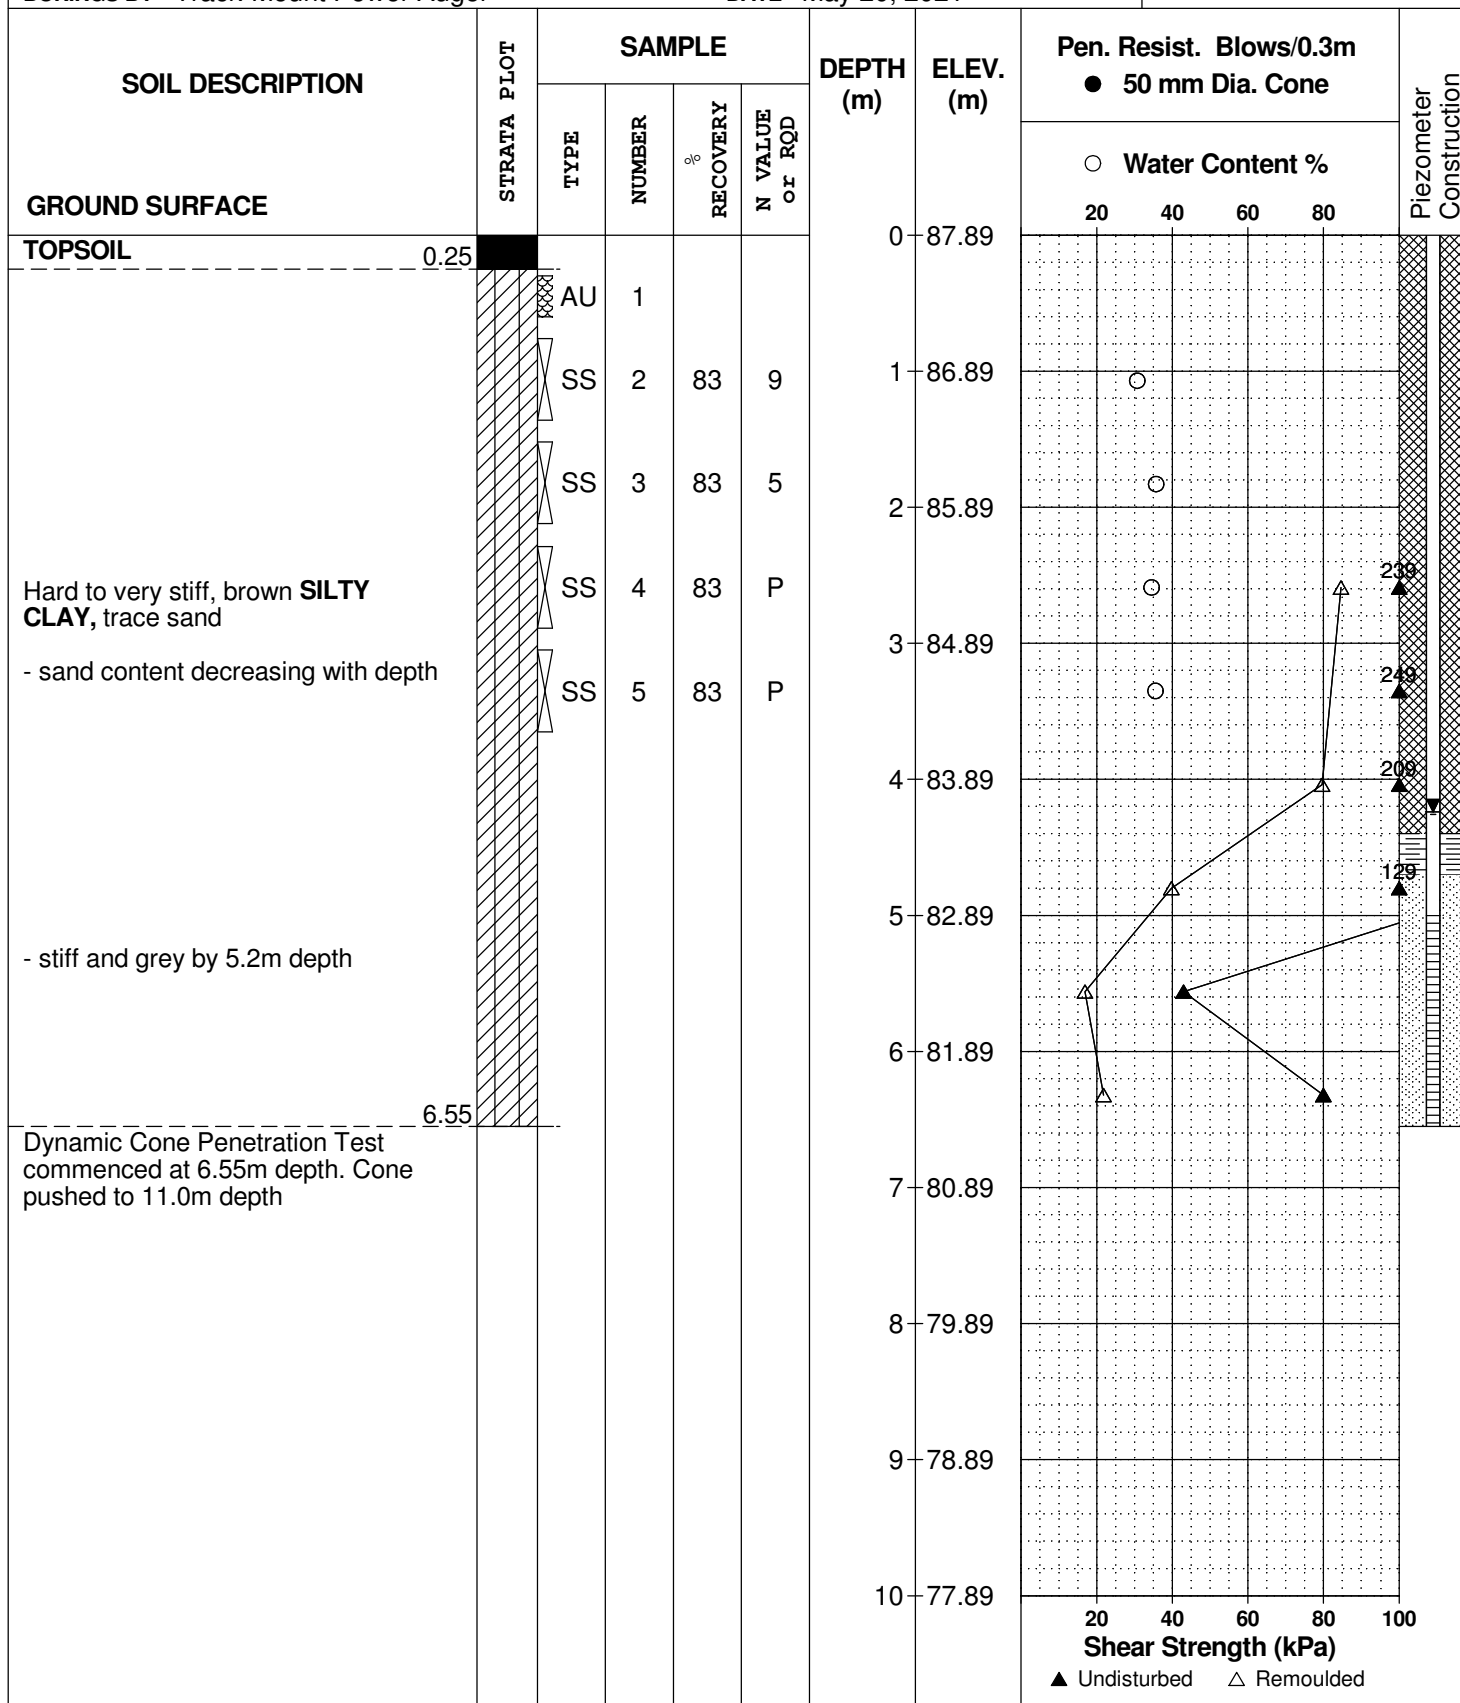 SOIL DESCRIPTION
GROUND SURFACE
STRATA PLOT
SAMPLE
TYPE
NUMBER
% RECOVERY
N VALUE
or RQD
DEPTH
(m)
ELEV.
(m)
Pen. Resist. Blows/0.3m
● 50 mm Dia. Cone
○ Water Content %
20 40 60 80
Piezometer
Construction
TOPSOIL 0.25
0 87.89
AU 1
SS 2 83 9
1 86.89
SS 3 83 5
2 85.89
Hard to very stiff, brown SILTY
CLAY, trace sand
SS 4 83 P
239
3 84.89
- sand content decreasing with depth
SS 5 83 P
249
4 83.89
209
129
5 82.89
- stiff and grey by 5.2m depth
6 81.89
6.55
Dynamic Cone Penetration Test
commenced at 6.55m depth. Cone
pushed to 11.0m depth
7 80.89
8 79.89
9 78.89
10 77.89
20 40 60 80 100
Shear Strength (kPa)
▲ Undisturbed △ Remoulded